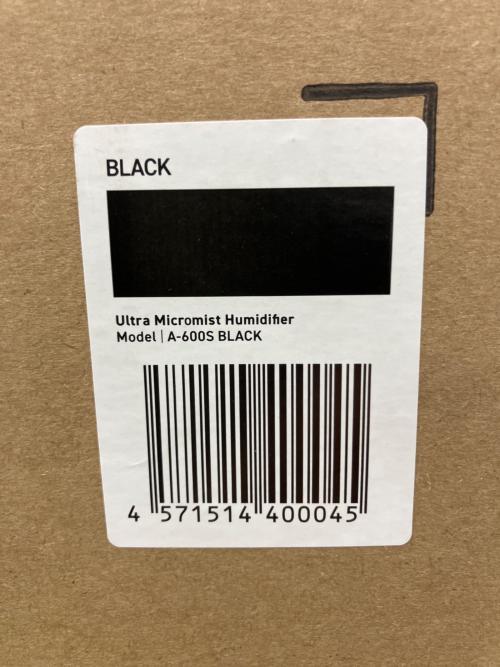 BLACK
Ultra Micromist Humidifier
Model | A-600S BLACK
4 571514 400045